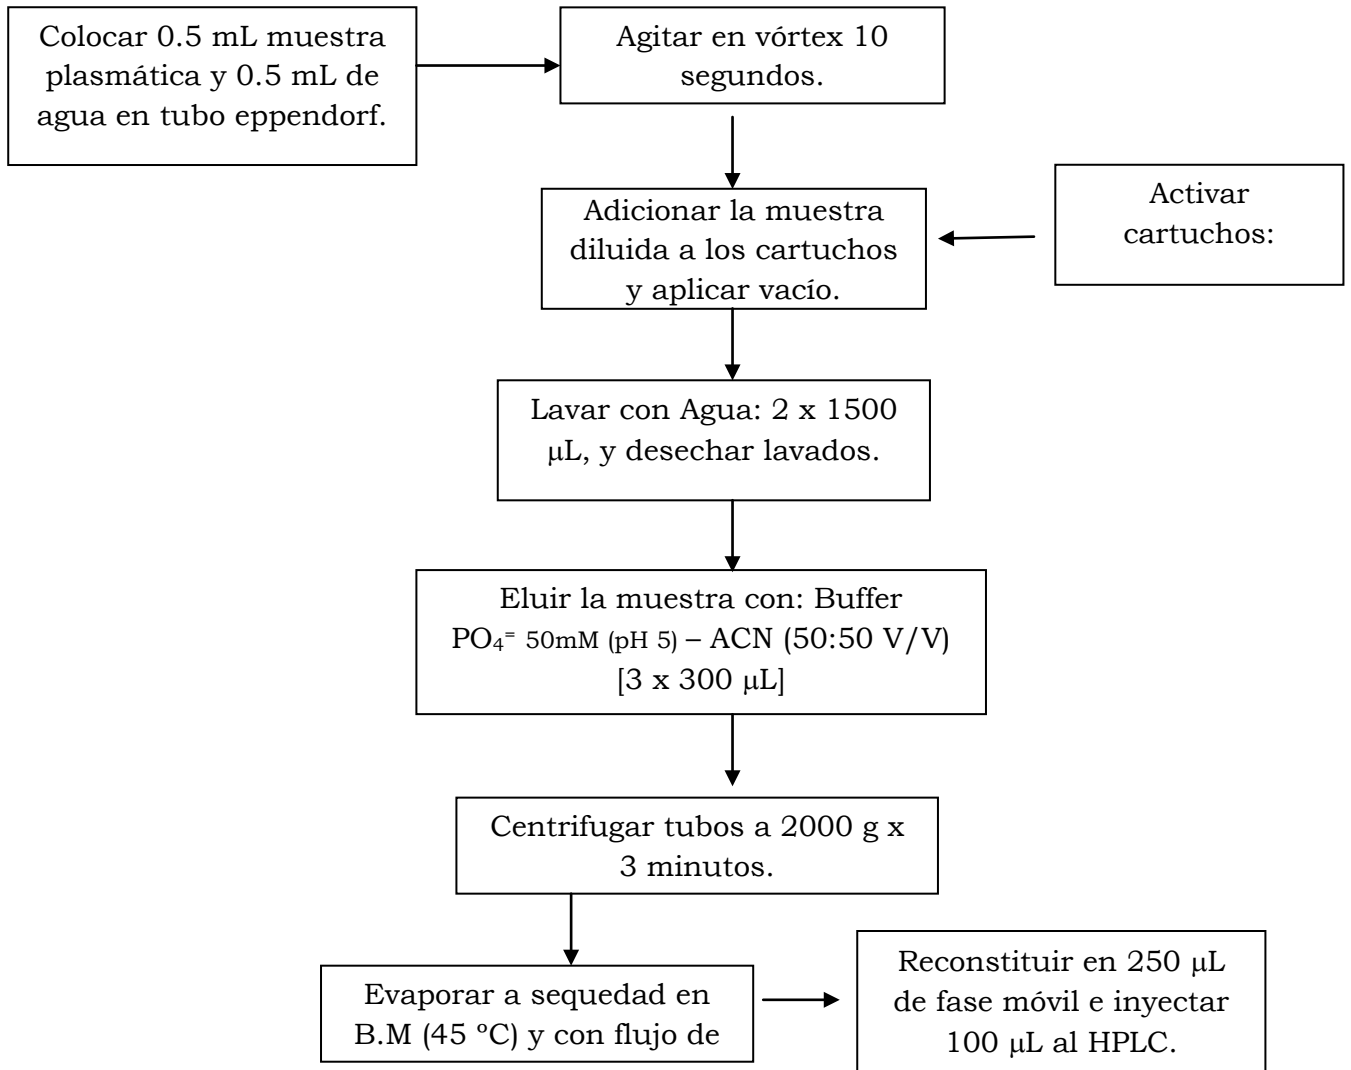 Colocar 0.5 mL muestra
plasmática y 0.5 mL de
agua en tubo eppendorf.
Agitar en vórtex 10
segundos.
Activar
cartuchos:
Adicionar la muestra
diluida a los cartuchos
y aplicar vacío.
Lavar con Agua: 2 x 1500
μL, y desechar lavados.
Eluir la muestra con: Buffer
PO₄⁼ 50mM (pH 5) – ACN (50:50 V/V)
[3 x 300 μL]
Centrifugar tubos a 2000 g x
3 minutos.
Evaporar a sequedad en
B.M (45 ºC) y con flujo de
Reconstituir en 250 μL
de fase móvil e inyectar
100 μL al HPLC.